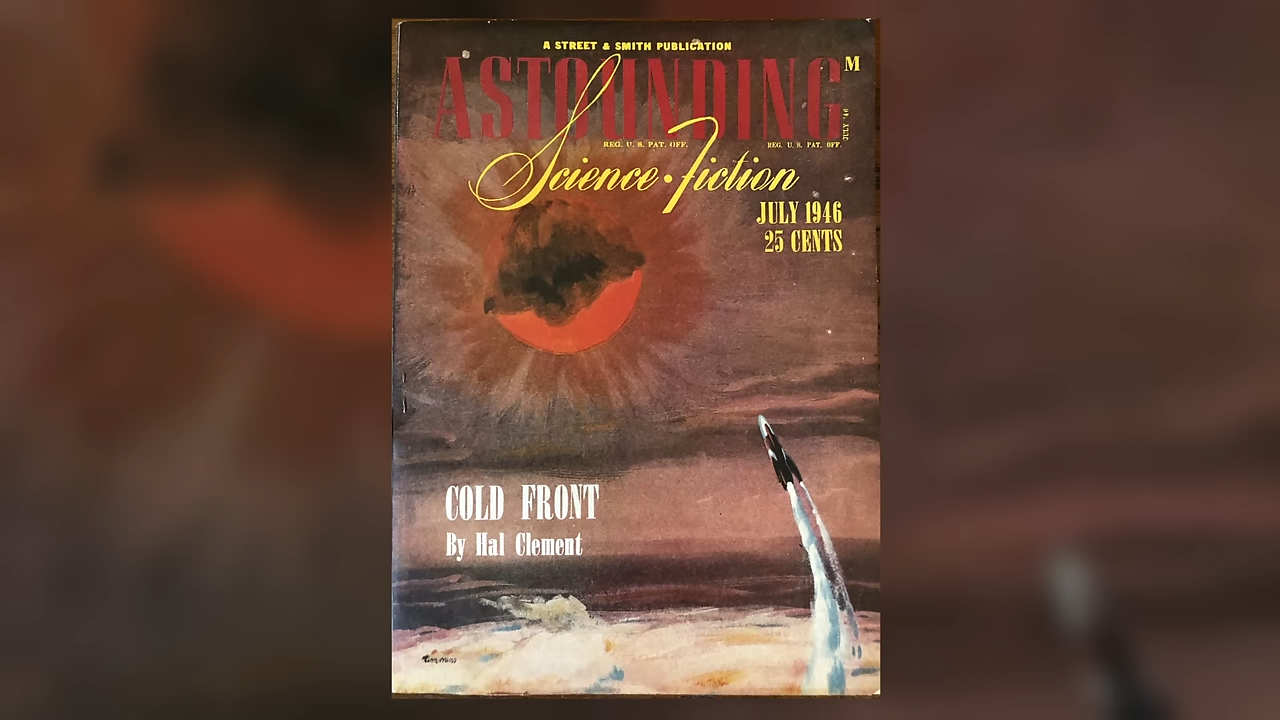 A STREET & SMITH PUBLICATION
ASTOUNDING
M
JULY '46
REG. U. S. PAT. OFF.
REG. U. S. PAT. OFF.
Science•fiction
JULY 1946
25 CENTS
COLD FRONT
By Hal Clement
timmins